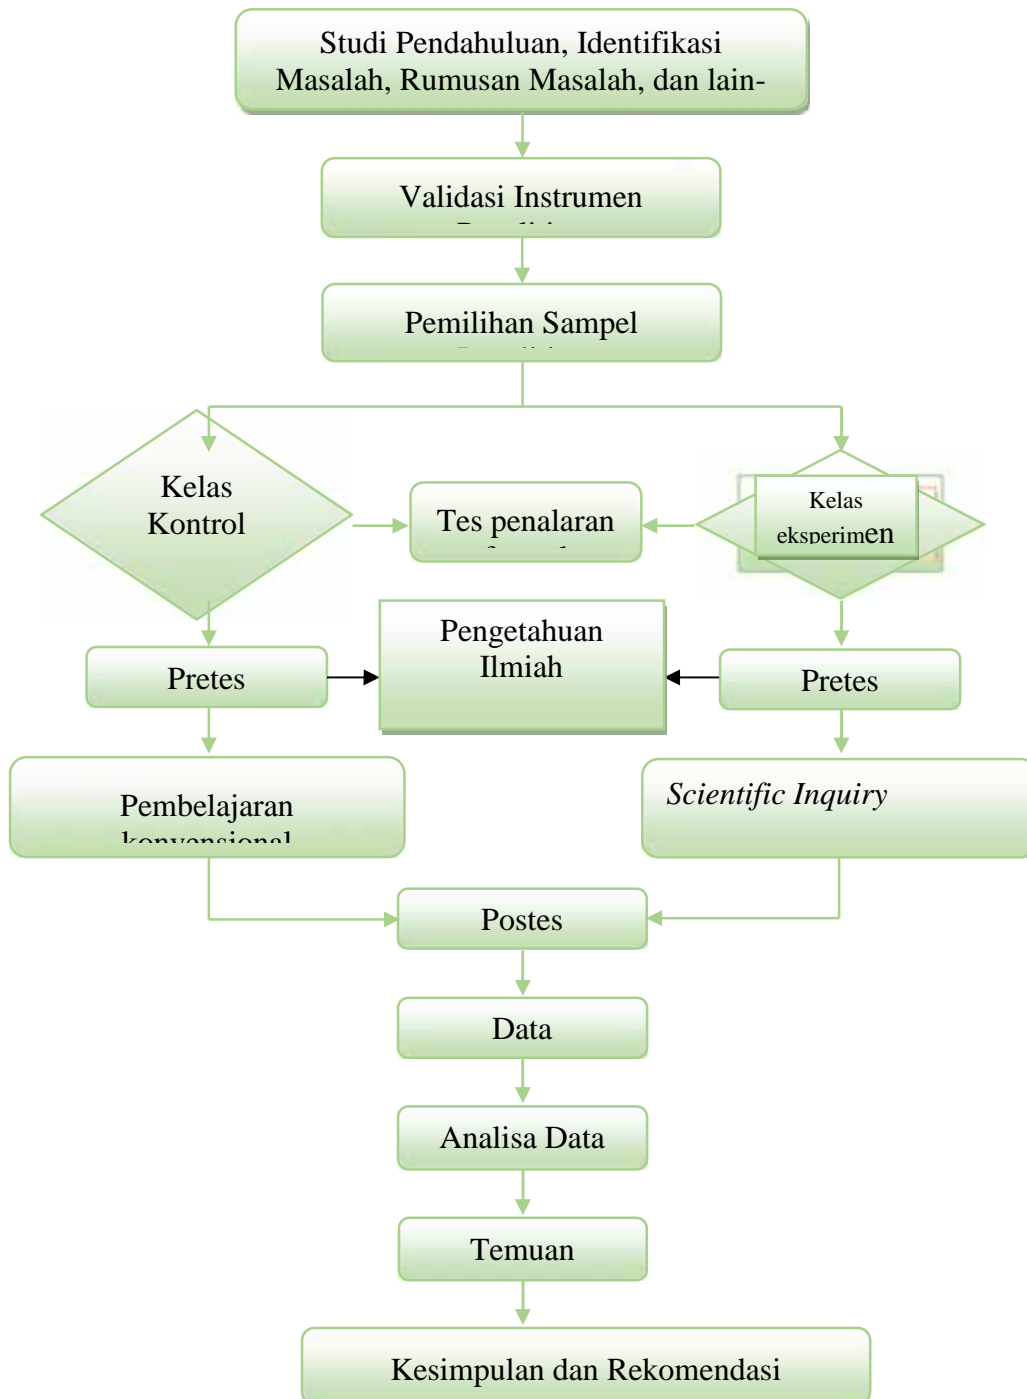 Studi Pendahuluan, Identifikasi
Masalah, Rumusan Masalah, dan lain-
Validasi Instrumen
Pemilihan Sampel
Kelas
Kontrol
Tes penalaran
Kelas
eksperimen
Pengetahuan
Ilmiah
Pretes
Pretes
Pembelajaran
konvensional
Scientific Inquiry
Postes
Data
Analisa Data
Temuan
Kesimpulan dan Rekomendasi